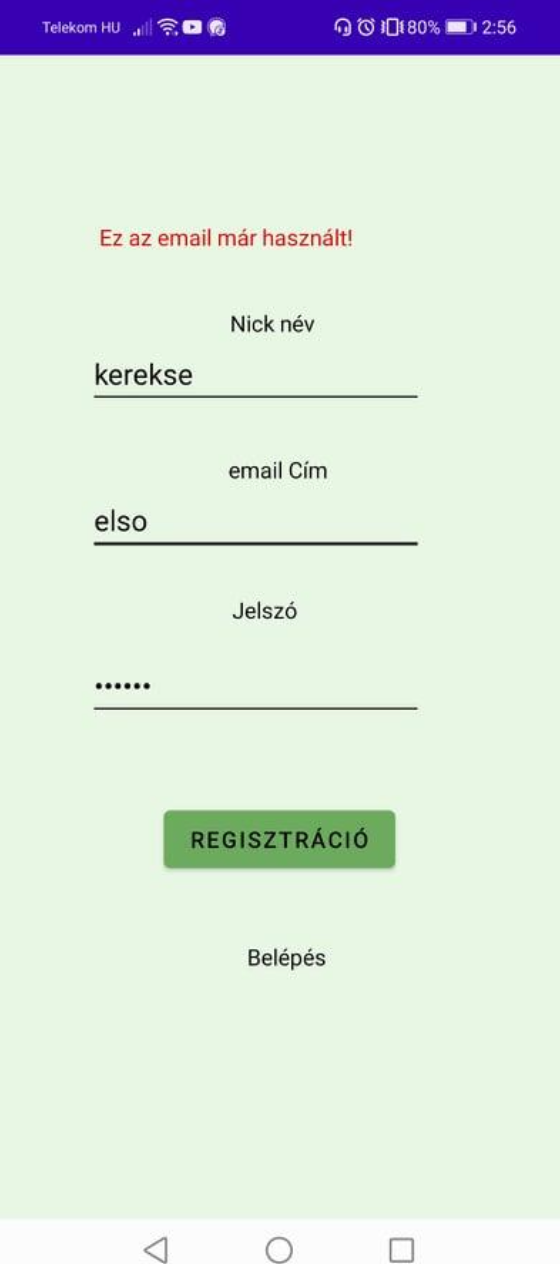 Telekom HU 80% 2:56
Ez az email már használt!
Nick név
kerekse
email Cím
elso
Jelszó
••••••
REGISZTRÁCIÓ
Belépés